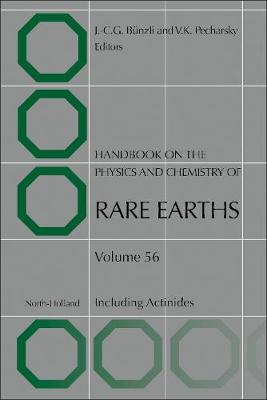 J.-C.G. Bünzli and V.K. Pecharsky
Editors
HANDBOOK ON THE
PHYSICS AND CHEMISTRY OF
RARE EARTHS
Volume 56
North-Holland
Including Actinides